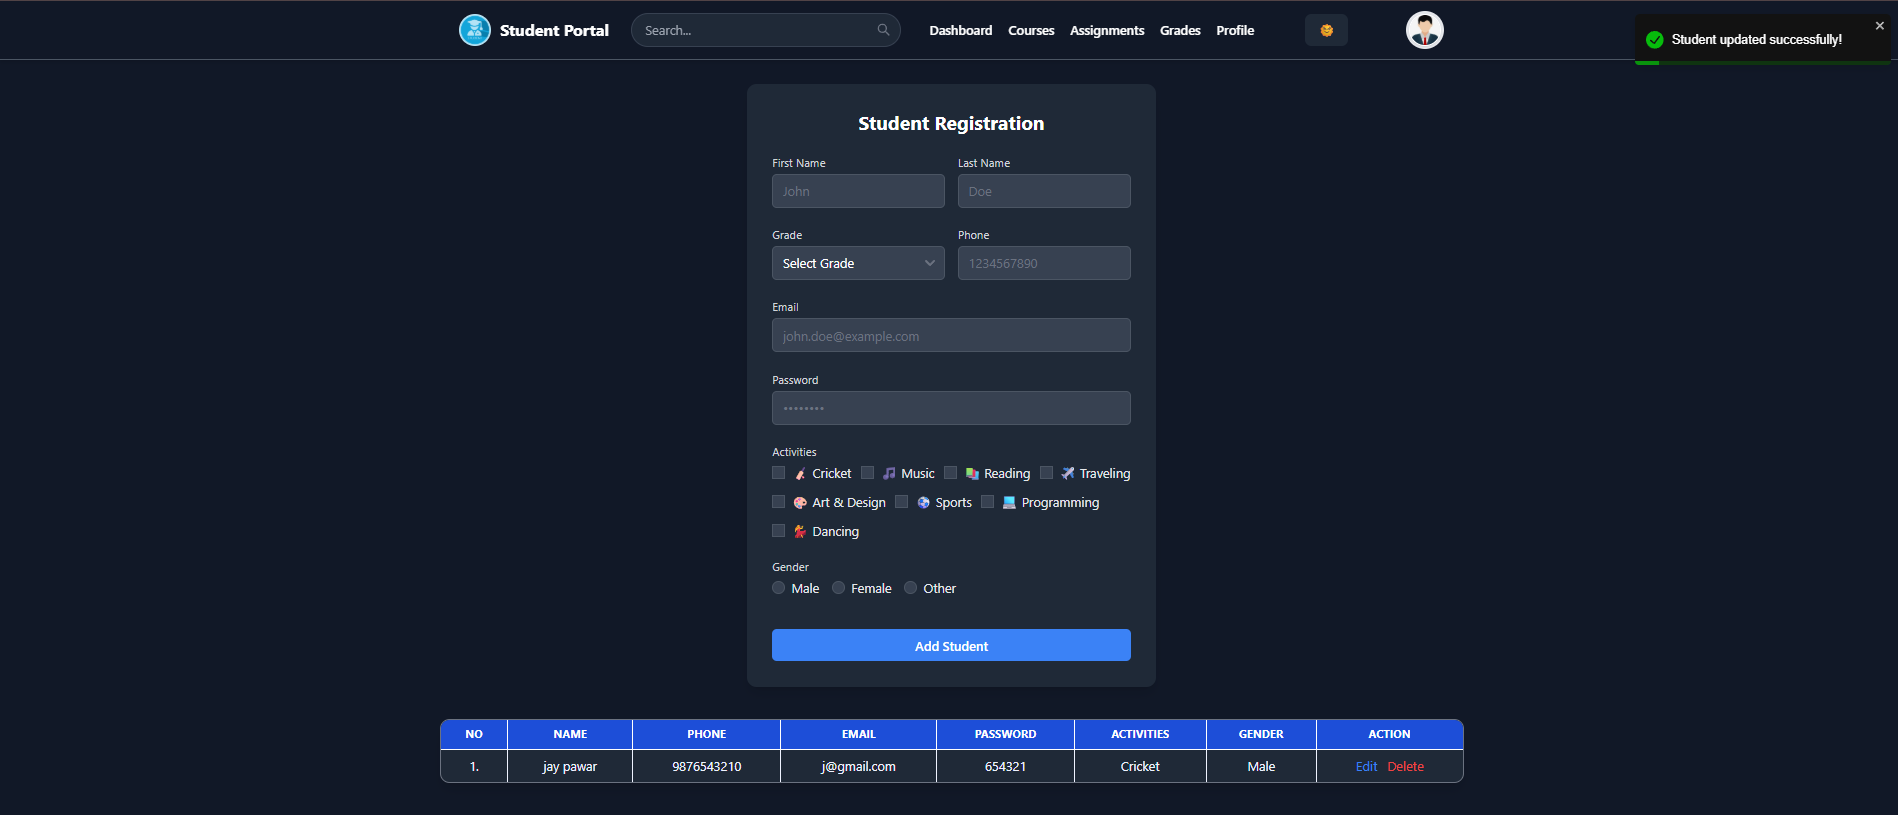 Student Portal Search... Dashboard Courses Assignments Grades Profile
Student updated successfully!
Student Registration
First Name Last Name
John Doe
Grade Phone
Select Grade 1234567890
Email
john.doe@example.com
Password
••••••••
Activities
Cricket Music Reading Traveling
Art & Design Sports Programming
Dancing
Gender
Male Female Other
Add Student
NO NAME PHONE EMAIL PASSWORD ACTIVITIES GENDER ACTION
1. jay pawar 9876543210 j@gmail.com 654321 Cricket Male Edit Delete